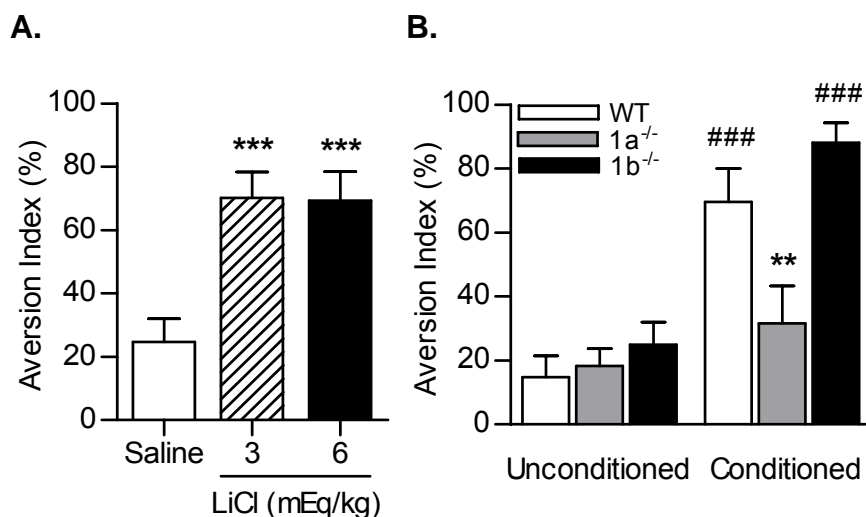 A.
Aversion Index (%)
100
80
60
40
20
0
*** ***
Saline 3 6
LiCl (mEq/kg)
B.
Aversion Index (%)
100
80
60
40
20
0
WT
1a-/-
1b-/-
###
**
###
Unconditioned Conditioned